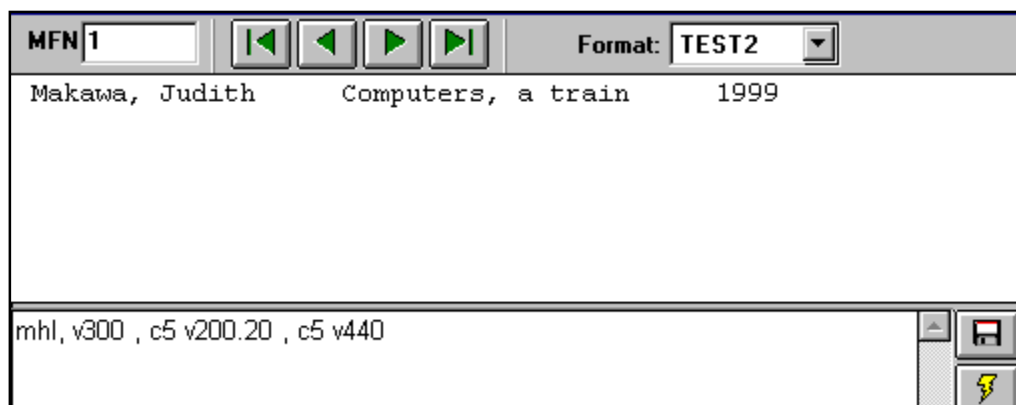 MFN 1 Format: TEST2
Makawa, Judith Computers, a train 1999
mhl, v300 , c5 v200.20 , c5 v440